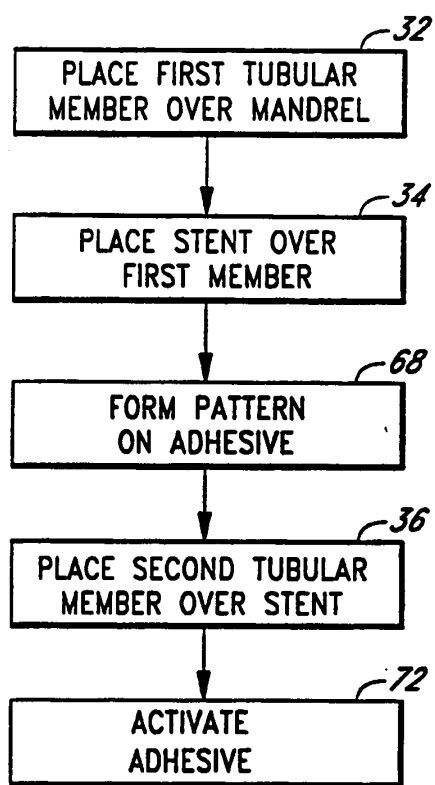 32
PLACE FIRST TUBULAR
MEMBER OVER MANDREL
34
PLACE STENT OVER
FIRST MEMBER
68
FORM PATTERN
ON ADHESIVE
36
PLACE SECOND TUBULAR
MEMBER OVER STENT
72
ACTIVATE
ADHESIVE